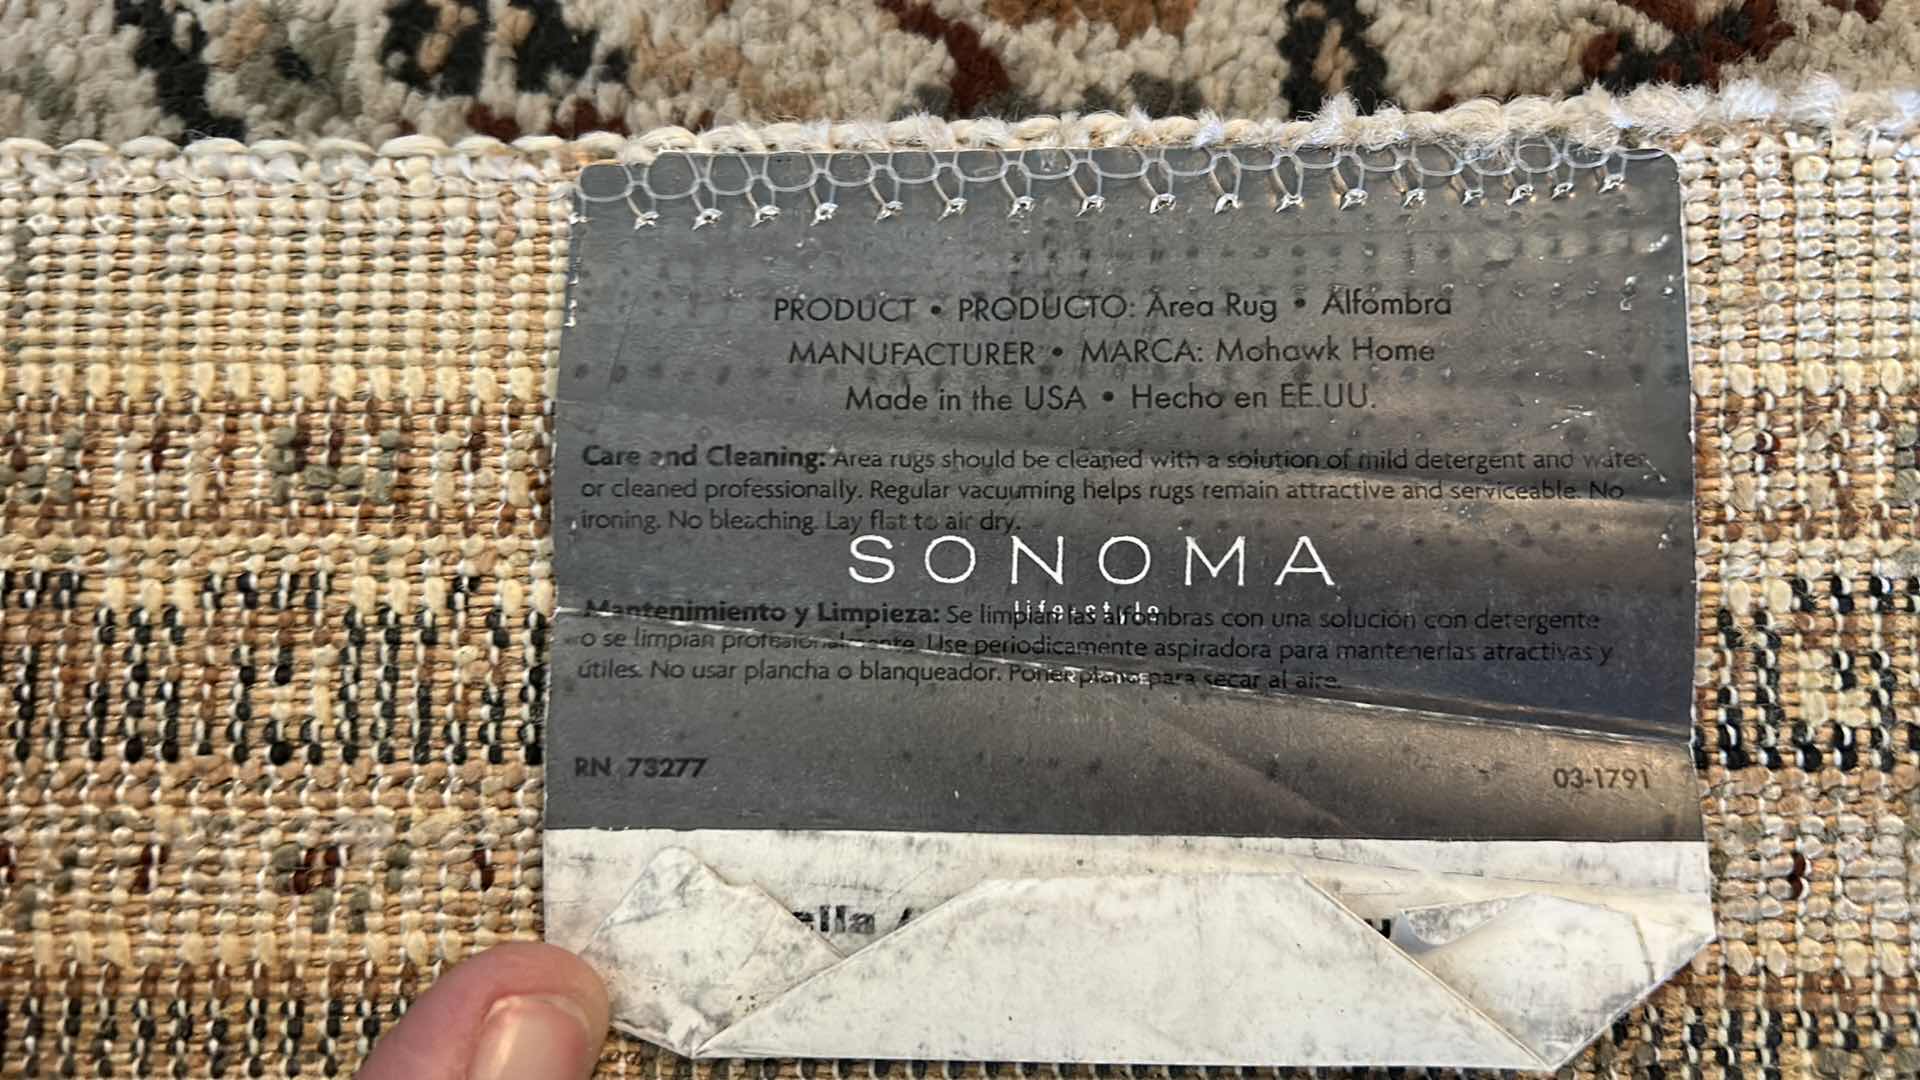 PRODUCT • PRODUCTO: Area Rug • Alfombra
MANUFACTURER • MARCA: Mohawk Home
Made in the USA • Hecho en EE.UU.
Care and Cleaning: Area rugs should be cleaned with a solution of mild detergent and water
or cleaned professionally. Regular vacuuming helps rugs remain attractive and serviceable. No
ironing. No bleaching. Lay flat to air dry.
SONOMA
life+style
Mantenimiento y Limpieza: Se limpian las alfombras con una solución con detergente
o se limpian profesionalmente. Use periodicamente aspiradora para mantenerlas atractivas y
útiles. No usar plancha o blanqueador. Poner plano para secar al aire.
RN 73277
03-1791
ella